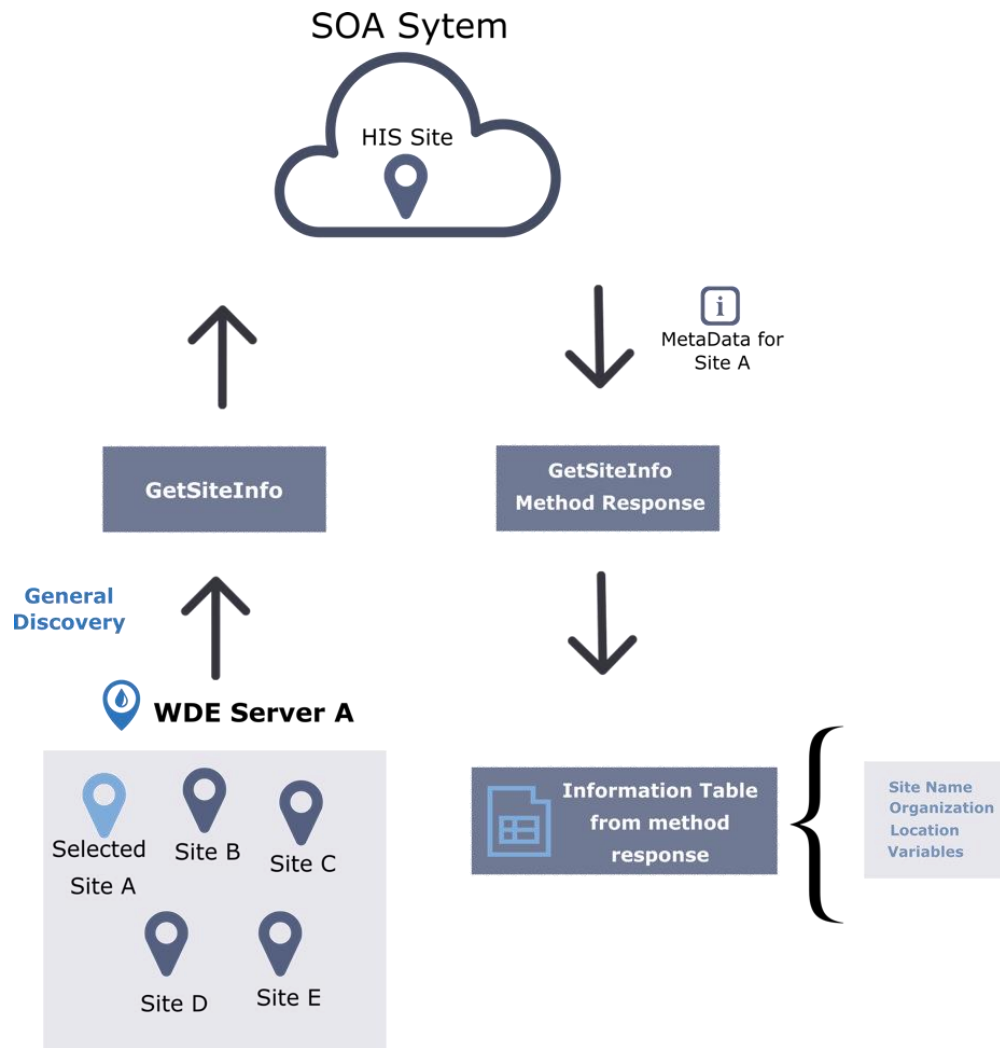 SOA Sytem
HIS Site
i
MetaData for
Site A
GetSiteInfo
GetSiteInfo
Method Response
General
Discovery
WDE Server A
Selected
Site A
Site B
Site C
Site D
Site E
Information Table
from method
response
Site Name
Organization
Location
Variables